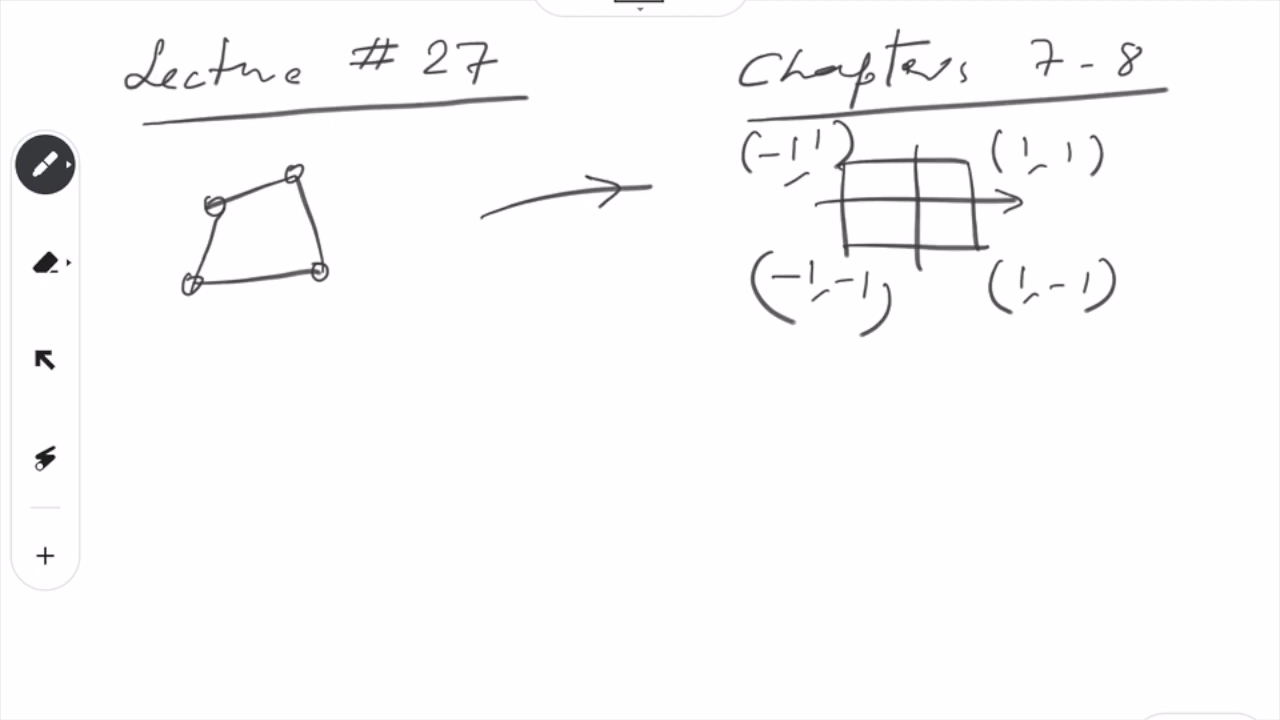 Lecture # 27
Chapters 7 - 8
(-1, 1) (1, 1)
(-1, -1) (1, -1)